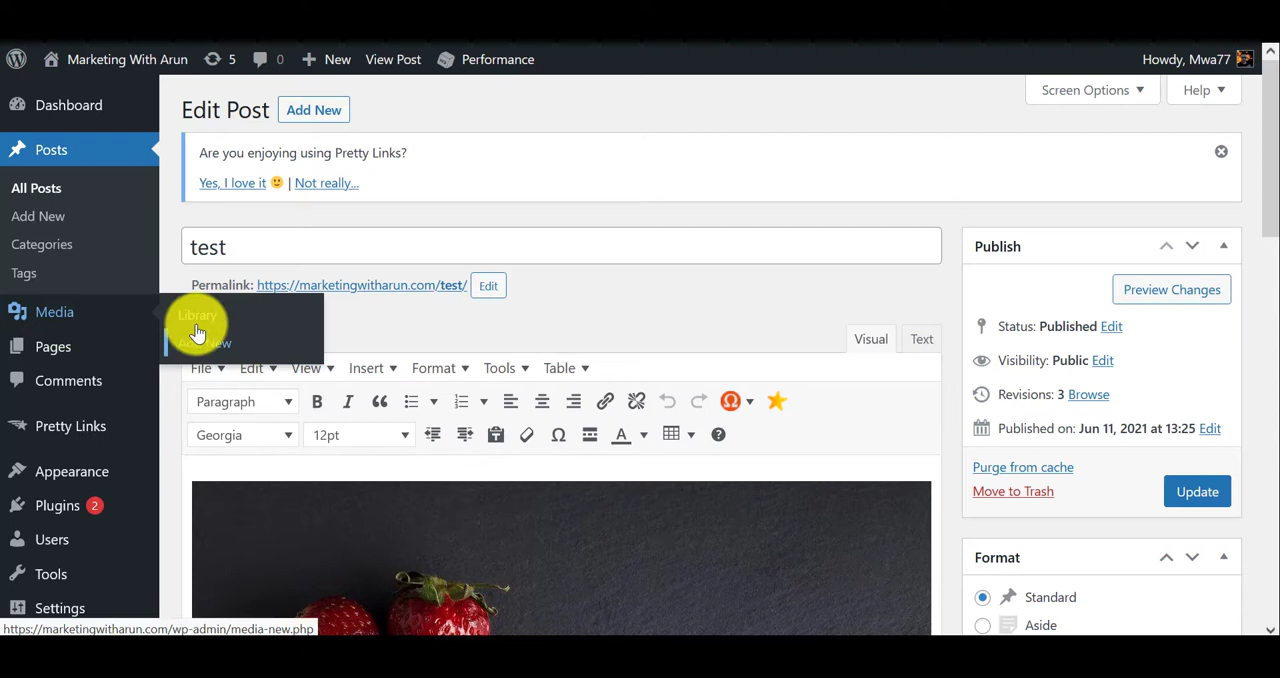 Marketing With Arun 5 0 New View Post Performance Howdy, Mwa77
Screen Options Help
Dashboard
Posts
All Posts
Add New
Categories
Tags
Media
Library
Add New
Pages
Comments
Pretty Links
Appearance
Plugins 2
Users
Tools
Settings
Edit Post Add New
Are you enjoying using Pretty Links?
Yes, I love it | Not really...
test
Permalink: https://marketingwitharun.com/test/ Edit
Visual Text
File Edit View Insert Format Tools Table
Paragraph
Georgia 12pt
Publish
Preview Changes
Status: Published Edit
Visibility: Public Edit
Revisions: 3 Browse
Published on: Jun 11, 2021 at 13:25 Edit
Purge from cache
Move to Trash Update
Format
Standard
Aside
https://marketingwitharun.com/wp-admin/media-new.php